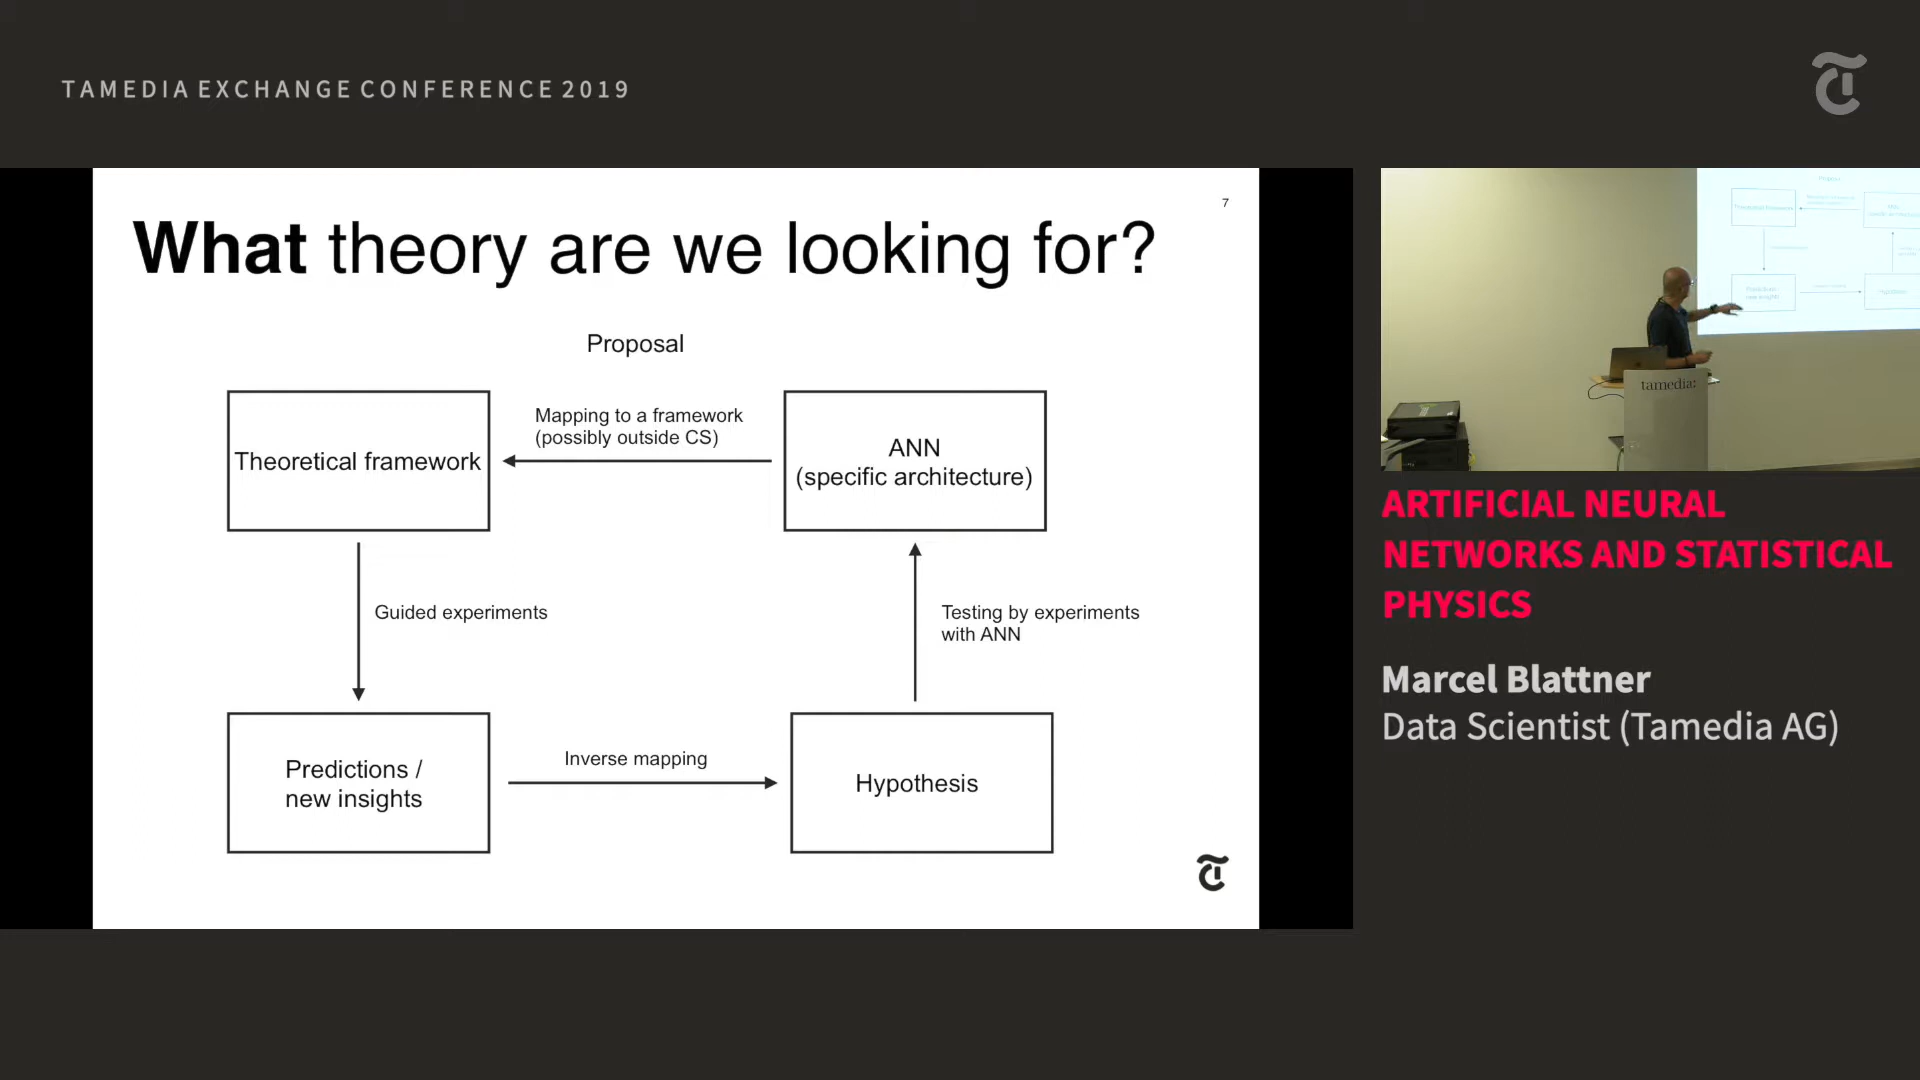 TAMEDIA EXCHANGE CONFERENCE 2019
7
What theory are we looking for?
Proposal
Theoretical framework
Mapping to a framework
(possibly outside CS)
ANN
(specific architecture)
Guided experiments
Testing by experiments
with ANN
Predictions /
new insights
Inverse mapping
Hypothesis
tamedia:
ARTIFICIAL NEURAL
NETWORKS AND STATISTICAL
PHYSICS
Marcel Blattner
Data Scientist (Tamedia AG)